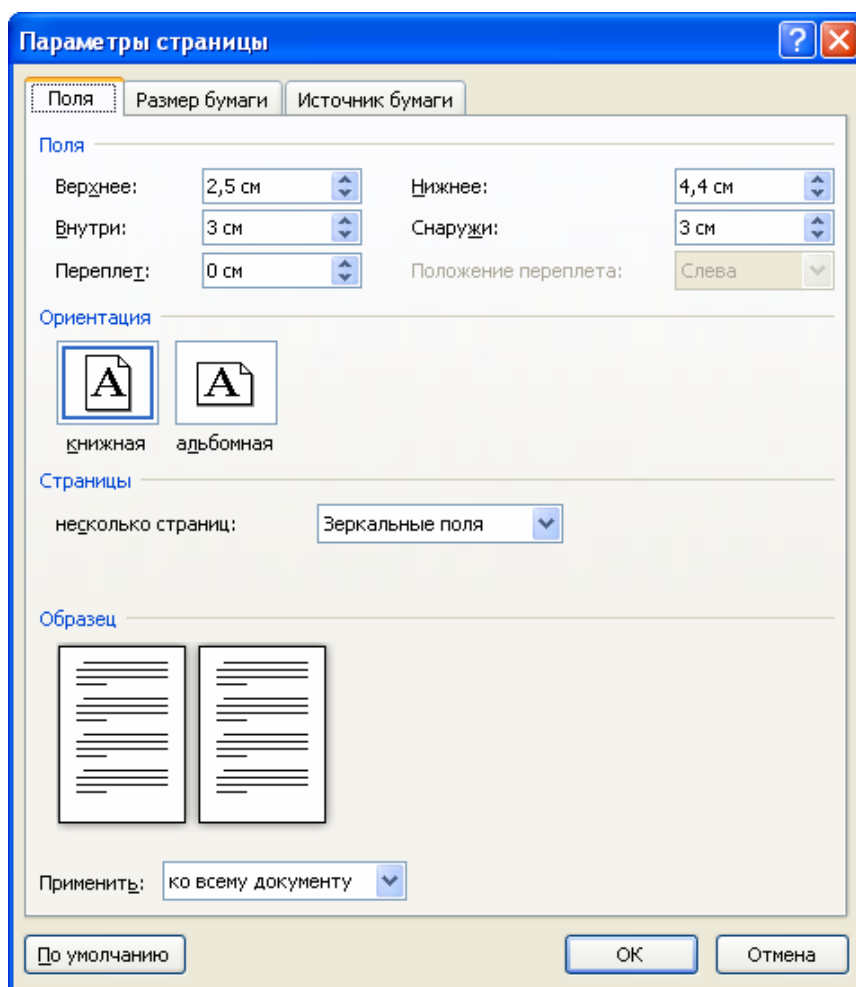 Параметры страницы
Поля Размер бумаги Источник бумаги
Поля
Верхнее: 2,5 см Нижнее: 4,4 см
Внутри: 3 см Снаружи: 3 см
Переплет: 0 см Положение переплета: Слева
Ориентация
A A
книжная альбомная
Страницы
несколько страниц: Зеркальные поля
Образец
Применить: ко всему документу
По умолчанию ОК Отмена